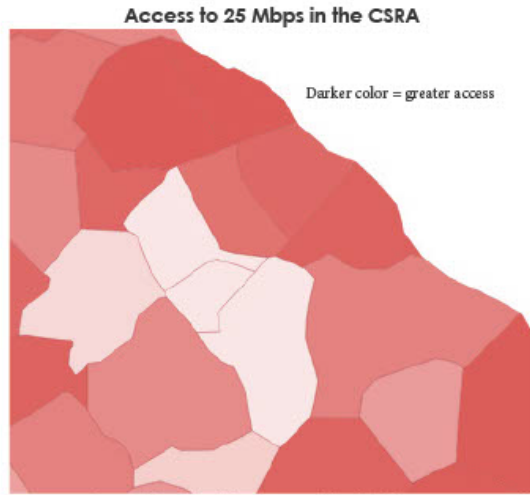 Access to 25 Mbps in the CSRA
Darker color = greater access